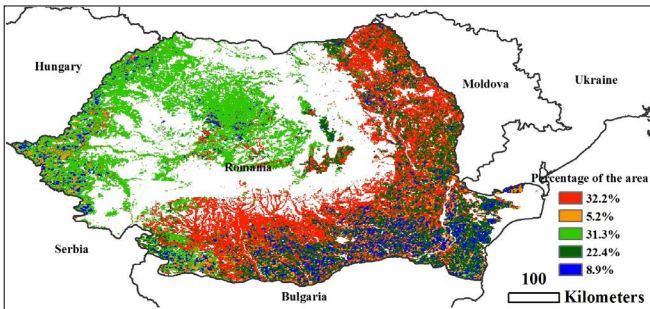 Hungary
Moldova
Ukraine
Romania
Percentage of the area
32.2%
5.2%
31.3%
22.4%
8.9%
Serbia
Bulgaria
100
Kilometers